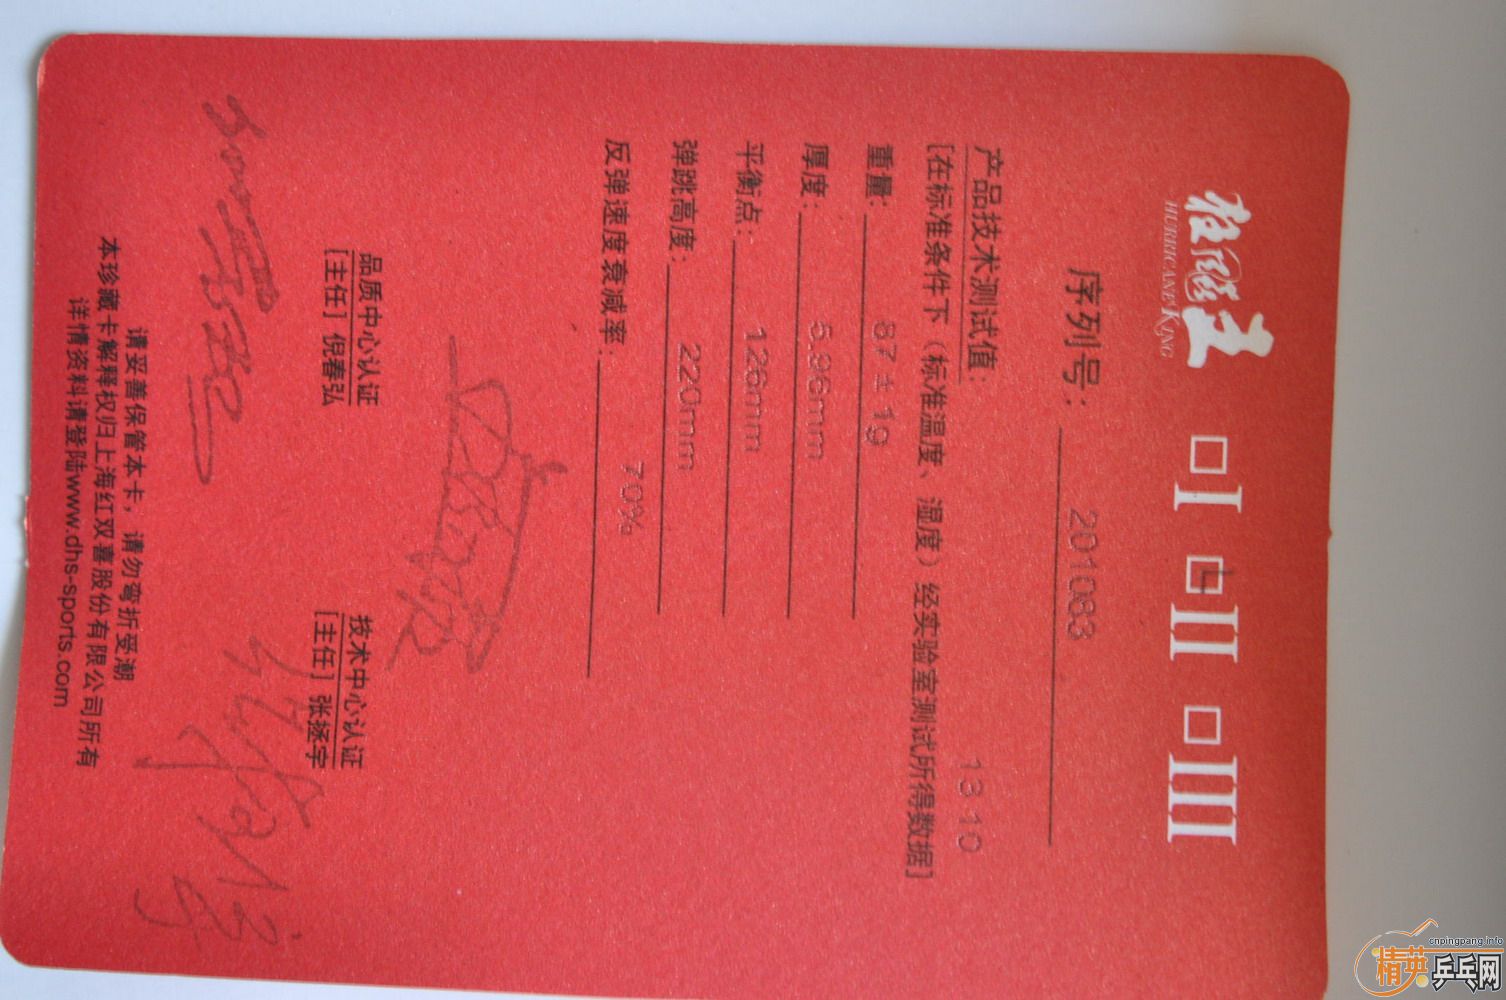 狂飚王
HURRICANE KING
□I □II □III
序列号： 201083
产品技术测试值： 1310
[在标准条件下（标准温度、湿度）经实验室测试所得数据]
重量： 87±1g
厚度： 5.96mm
平衡点： 126mm
弹跳高度： 220mm
反弹速度衰减率： 70%
品质中心认证 技术中心认证
[主任] 倪春弘 [主任] 张拯宇
请妥善保管本卡，请勿弯折受潮
本珍藏卡解释权归上海红双喜股份有限公司所有
详情资料请登陆www.dhs-sports.com
cnpingpang.info
精英乒乓网